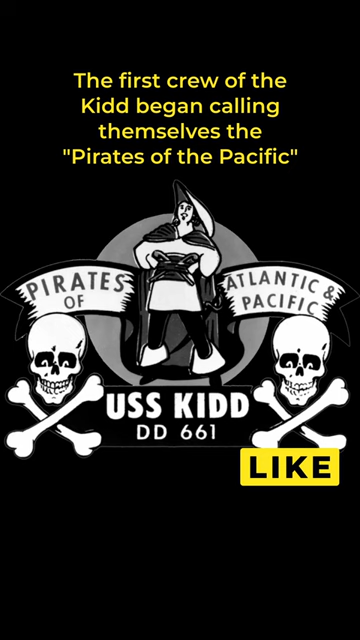 The first crew of the
Kidd began calling
themselves the
"Pirates of the Pacific"
PIRATES
OF
ATLANTIC &
PACIFIC
USS KIDD
DD 661
LIKE